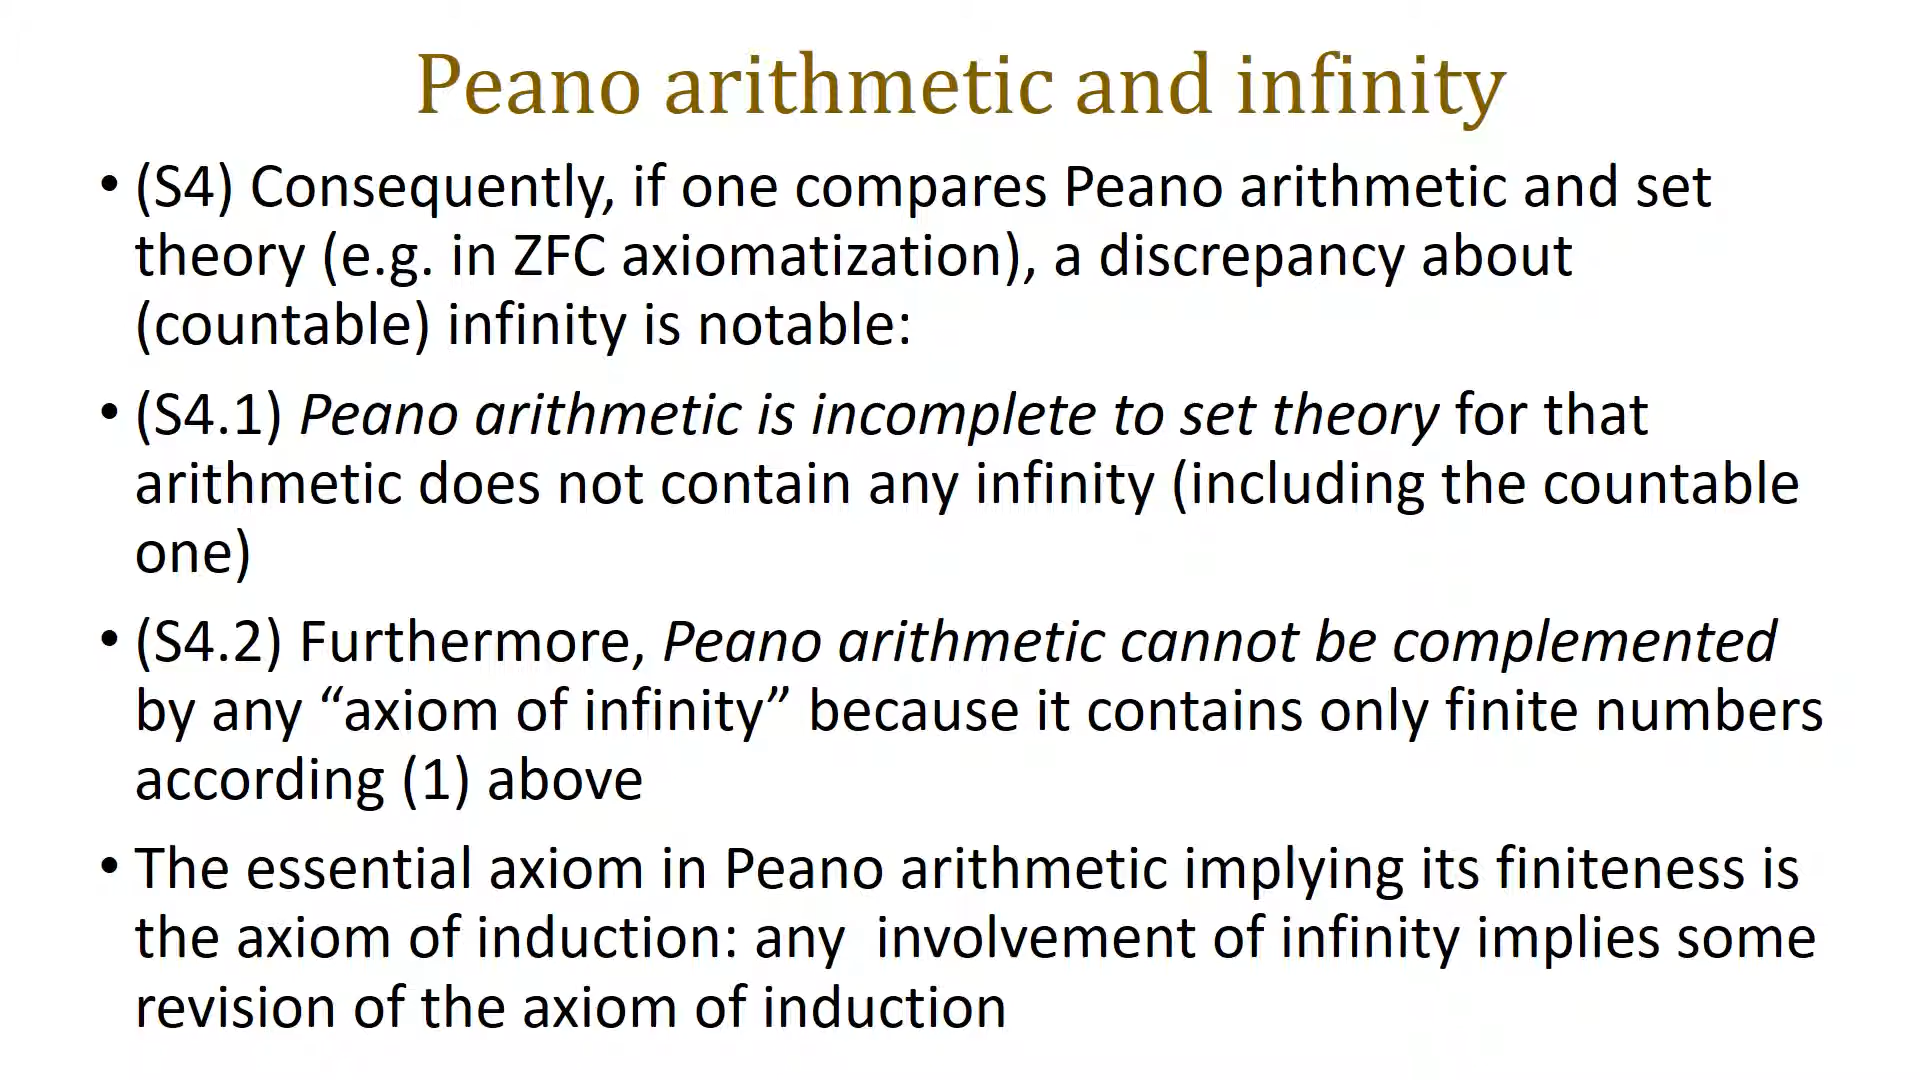 Peano arithmetic and infinity
• (S4) Consequently, if one compares Peano arithmetic and set
theory (e.g. in ZFC axiomatization), a discrepancy about
(countable) infinity is notable:
• (S4.1) Peano arithmetic is incomplete to set theory for that
arithmetic does not contain any infinity (including the countable
one)
• (S4.2) Furthermore, Peano arithmetic cannot be complemented
by any “axiom of infinity” because it contains only finite numbers
according (1) above
• The essential axiom in Peano arithmetic implying its finiteness is
the axiom of induction: any  involvement of infinity implies some
revision of the axiom of induction